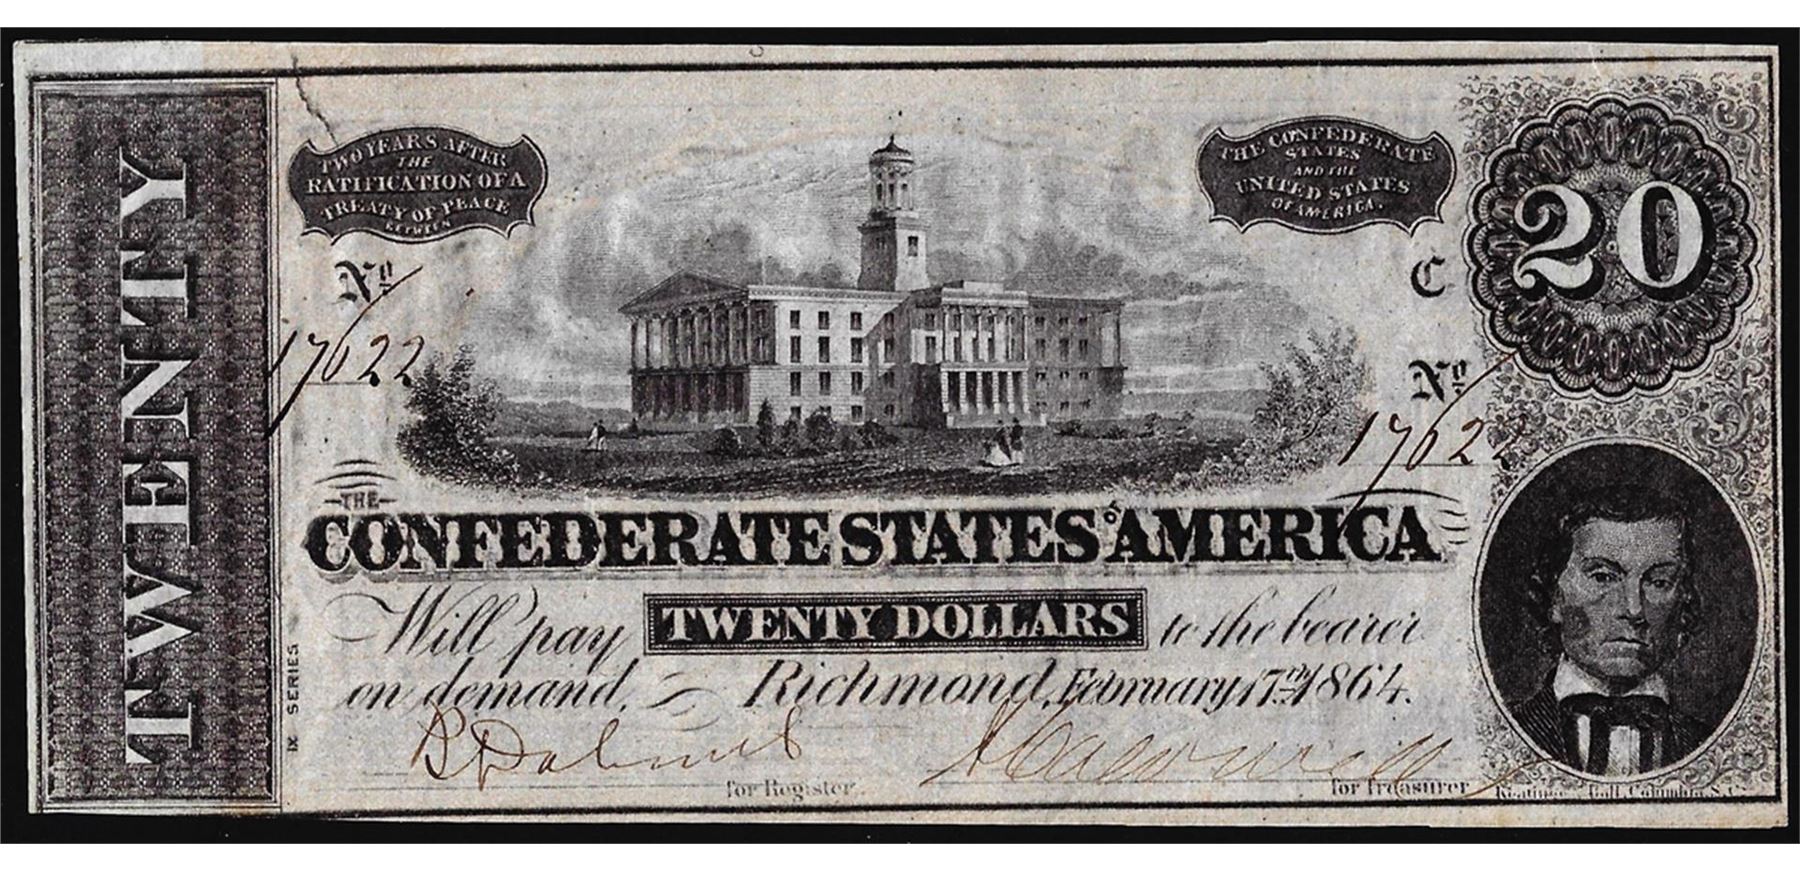 TWENTY
TWO YEARS AFTER
THE
RATIFICATION OF A
TREATY OF PEACE
BETWEEN
THE CONFEDERATE
STATES
AND THE
UNITED STATES
OF AMERICA.
20
C
No
17622
No
17622
THE
CONFEDERATE STATES OF AMERICA
Will pay TWENTY DOLLARS to the bearer
on demand, Richmond, February 17th 1864.
IX SERIES
for Register
for Treasurer
Columbia, S.C.